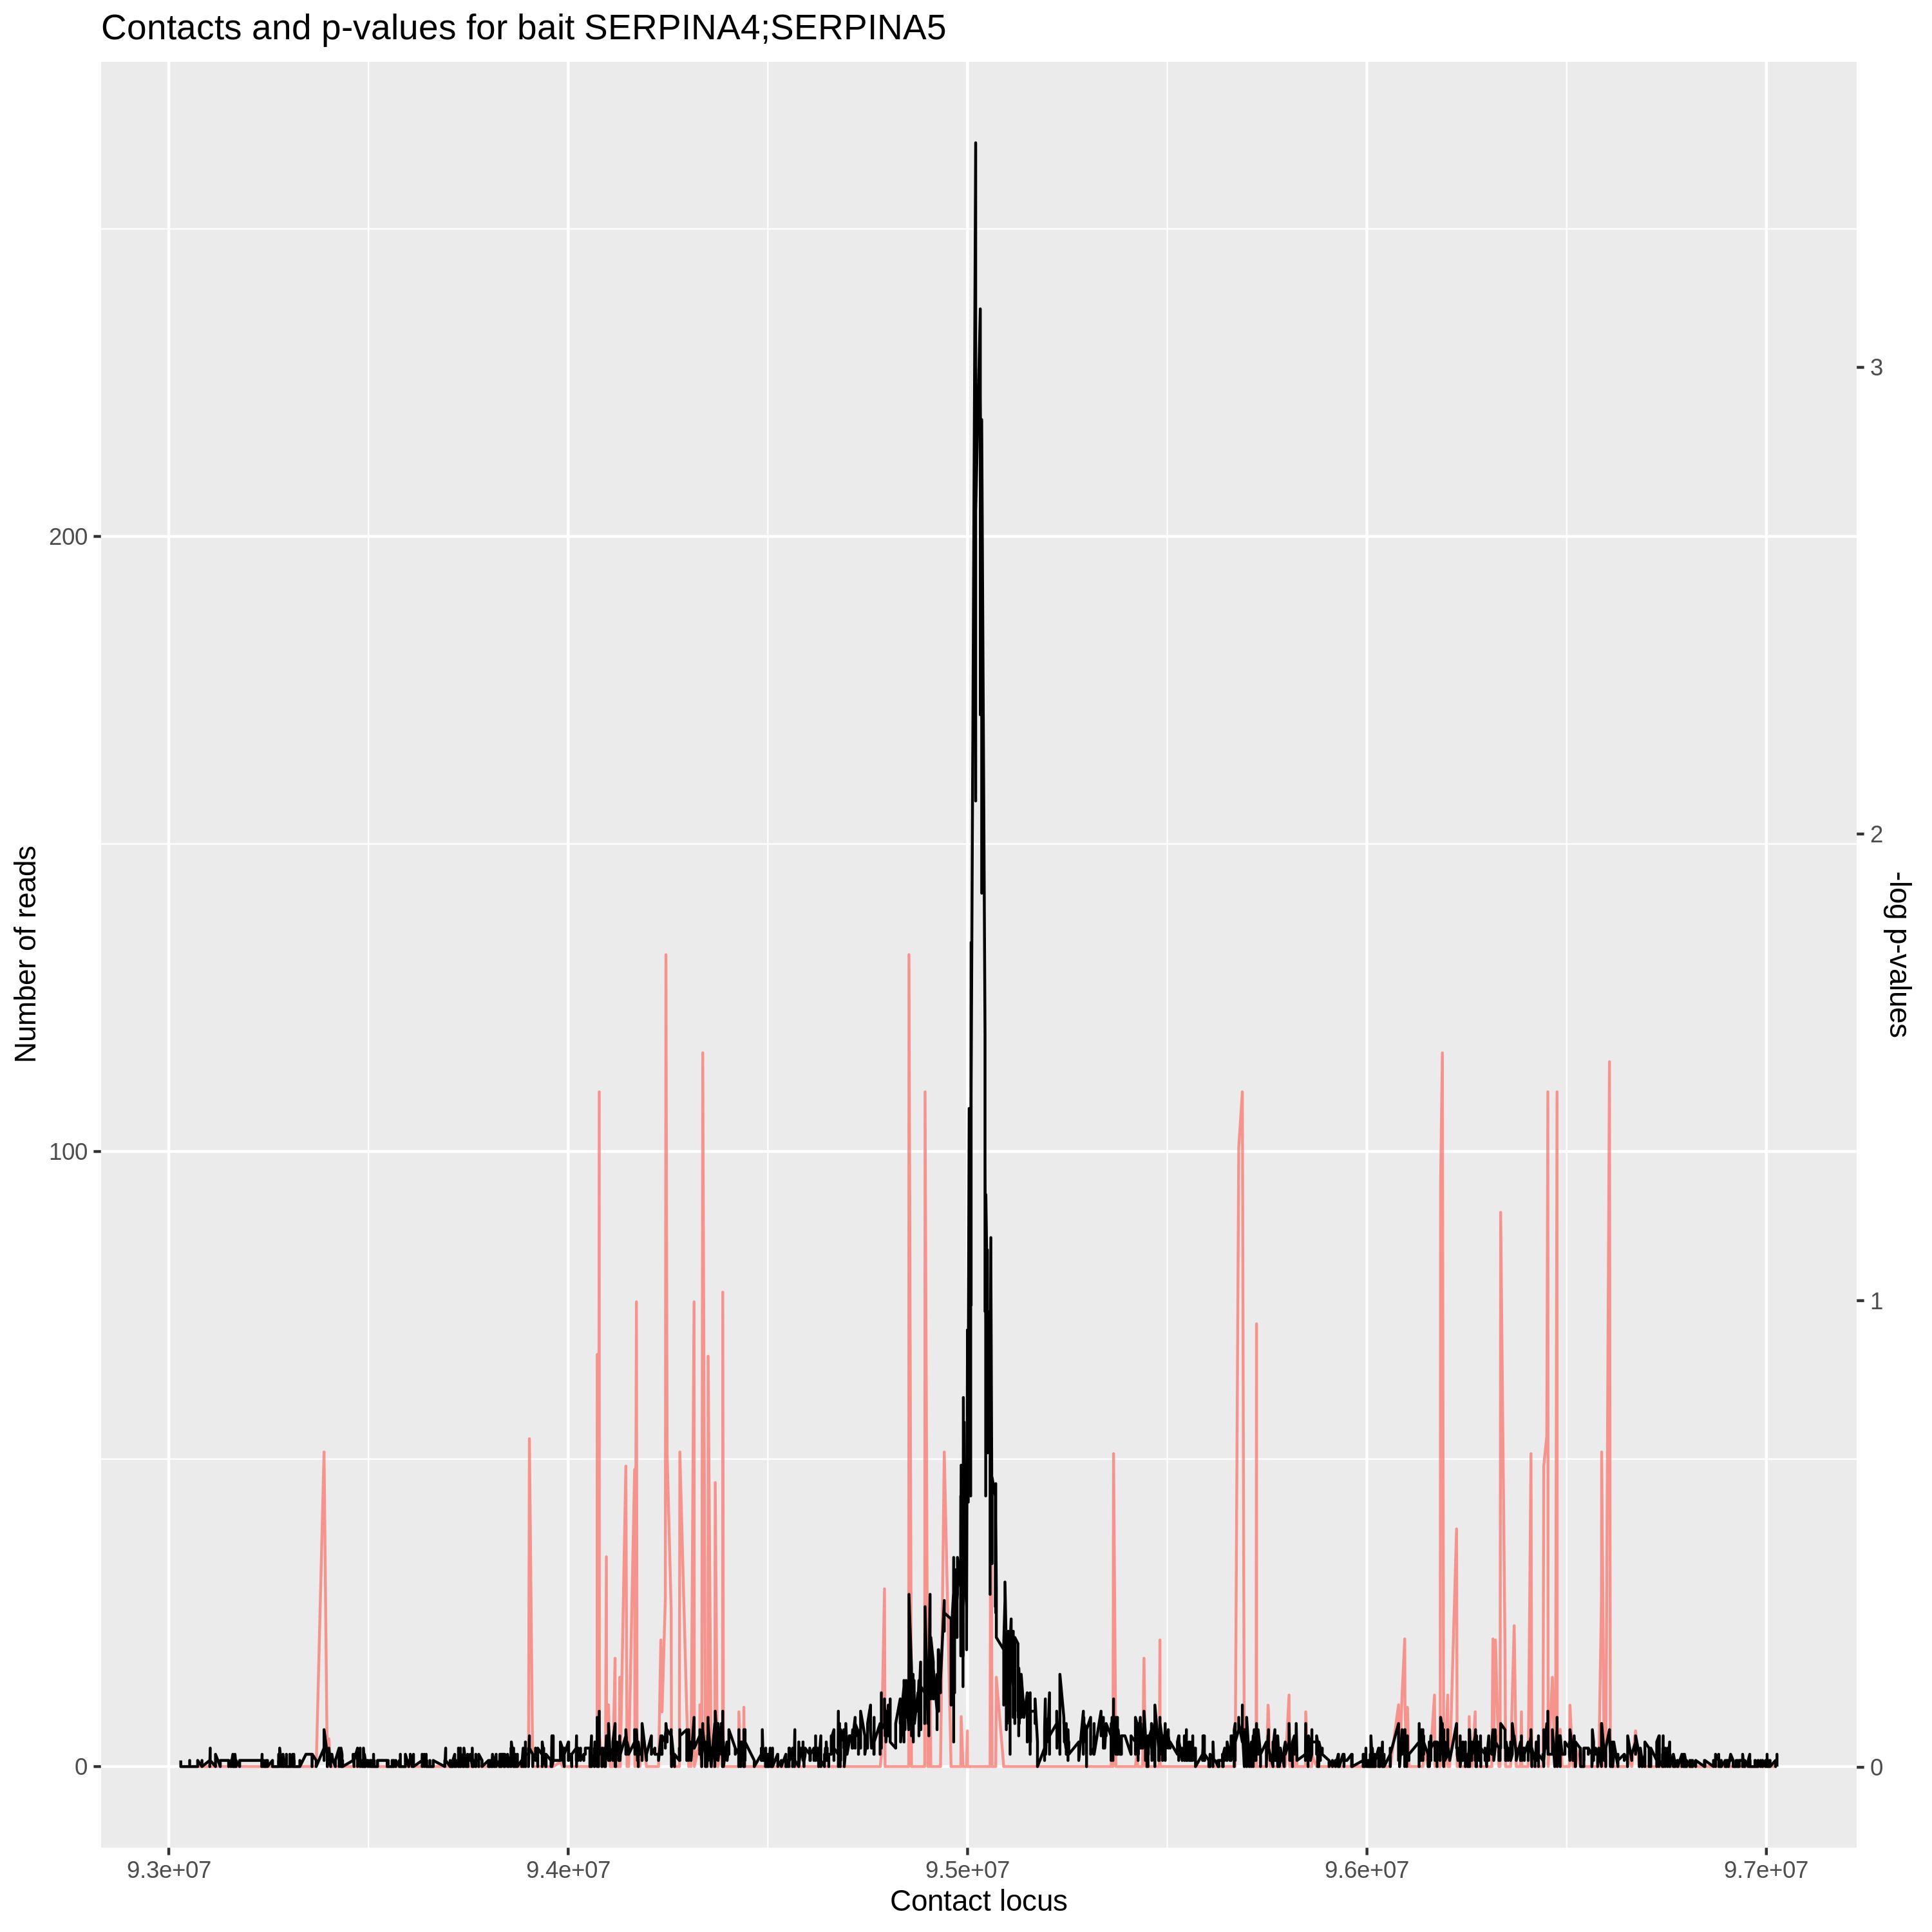 Contacts and p-values for bait SERPINA4;SERPINA5
Number of reads
200
100
0
3
2
1
0
-log p-values
9.3e+07
9.4e+07
9.5e+07
9.6e+07
9.7e+07
Contact locus